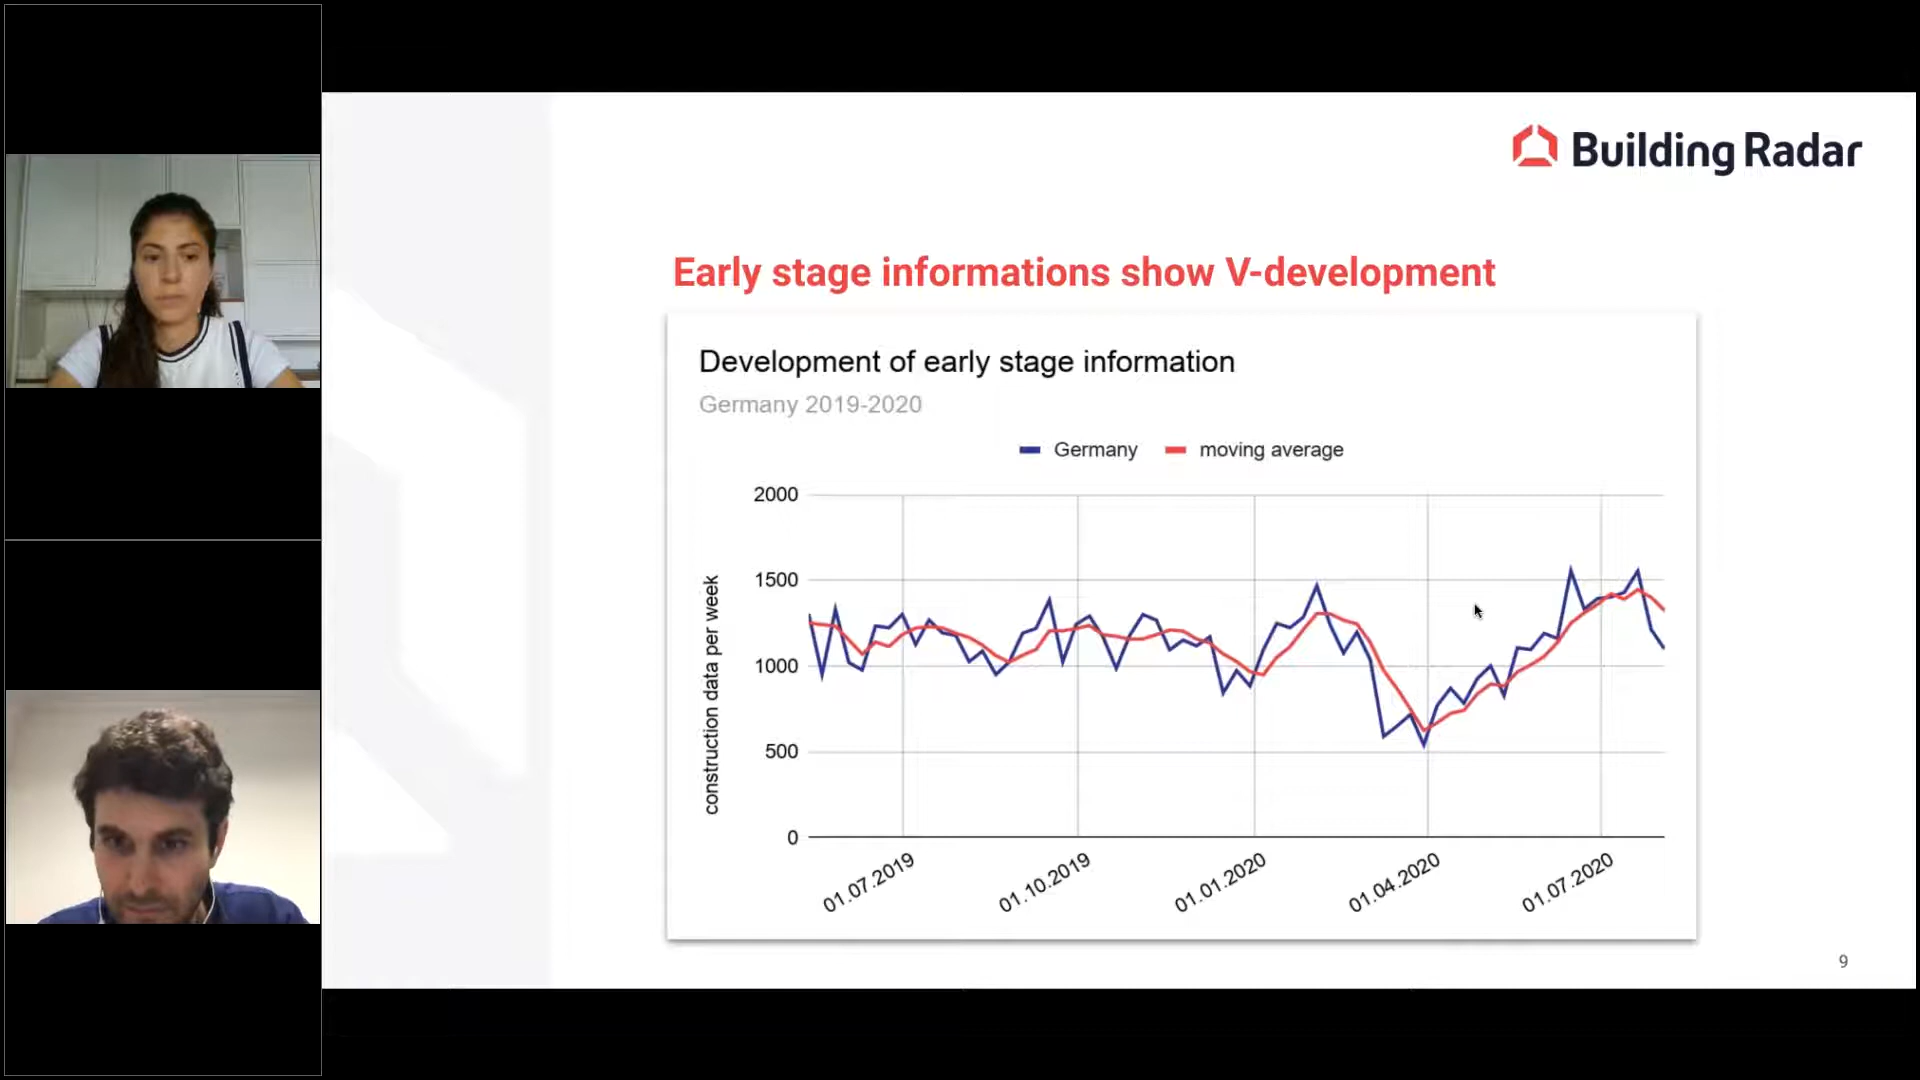 Building Radar
Early stage informations show V-development
Development of early stage information
Germany 2019-2020
Germany moving average
construction data per week
2000
1500
1000
500
0
01.07.2019
01.10.2019
01.01.2020
01.04.2020
01.07.2020
9